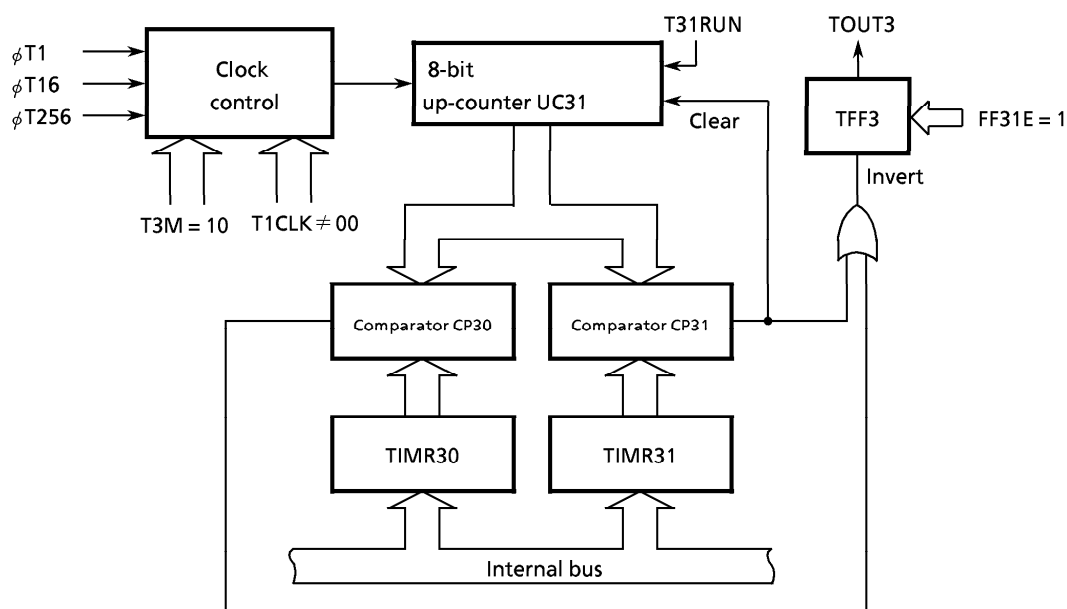 T31RUN
TOUT3
ϕT1
ϕT16
ϕT256
Clock
control
8-bit
up-counter UC31
Clear
TFF3
FF31E = 1
Invert
T3M = 10
T1CLK ≠ 00
Comparator CP30
Comparator CP31
TIMR30
TIMR31
Internal bus